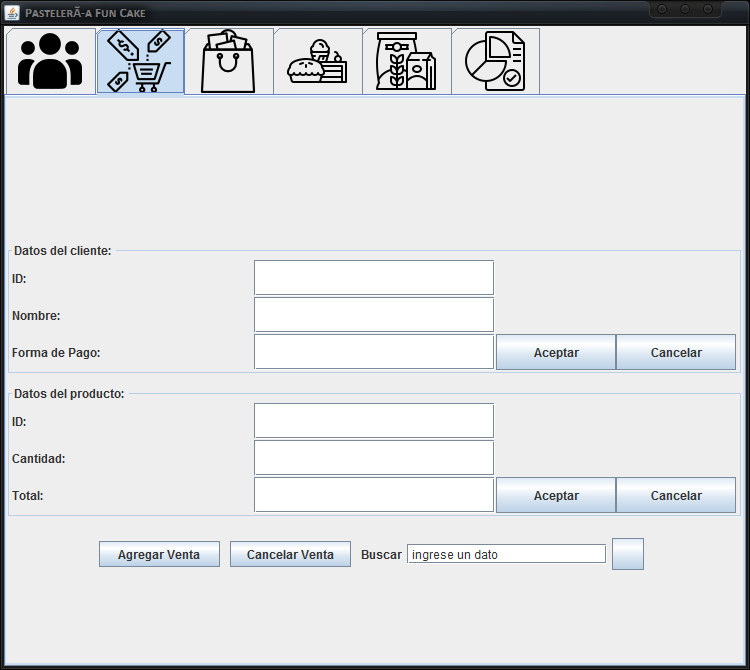 Pastelerã-a Fun Cake
Datos del cliente:
ID:
Nombre:
Forma de Pago:
Aceptar Cancelar
Datos del producto:
ID:
Cantidad:
Total:
Aceptar Cancelar
Agregar Venta Cancelar Venta Buscar ingrese un dato